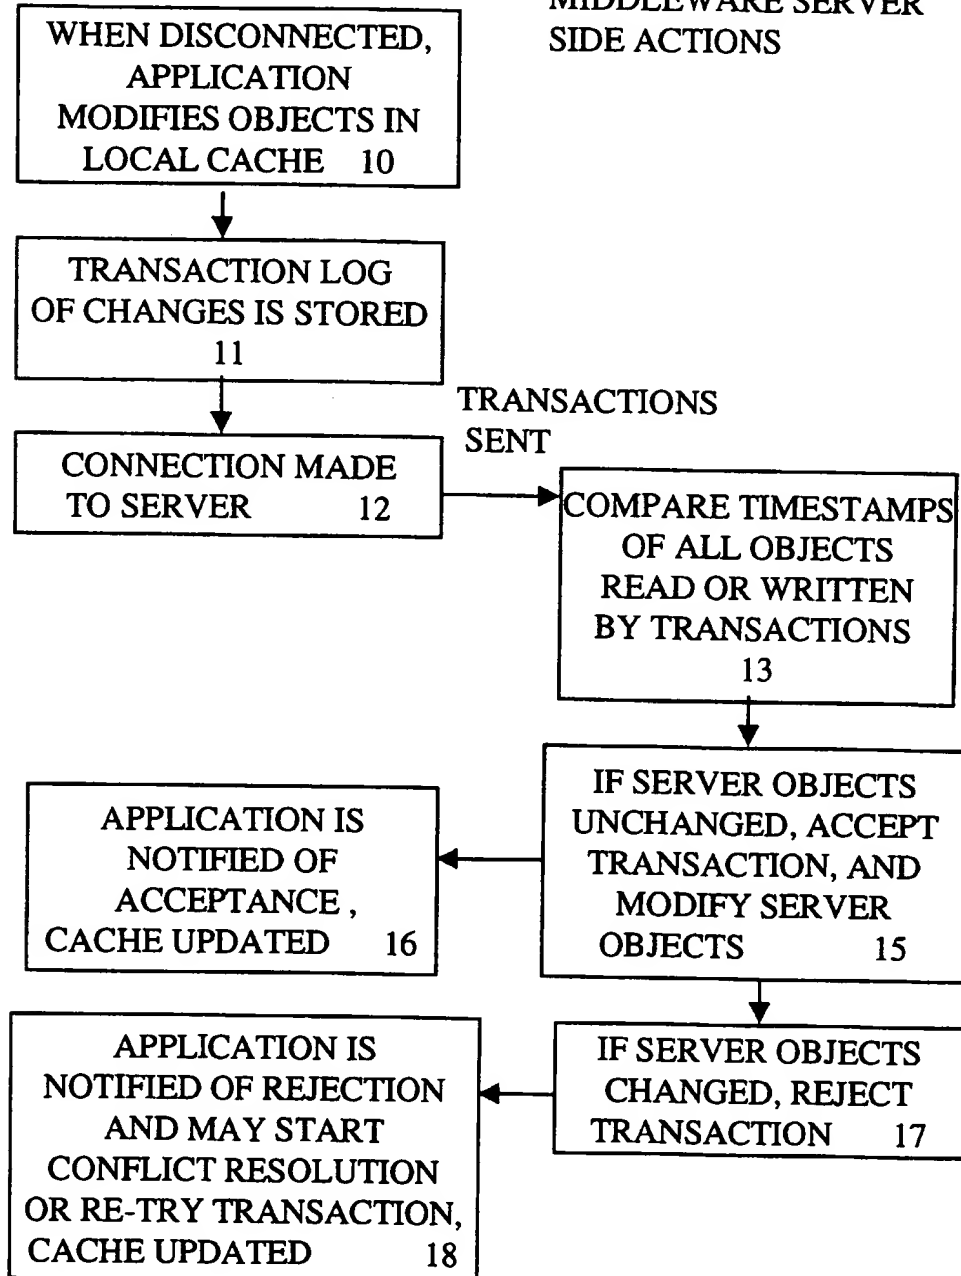 MIDDLEWARE SERVER
SIDE ACTIONS
WHEN DISCONNECTED,
APPLICATION
MODIFIES OBJECTS IN
LOCAL CACHE 10
TRANSACTION LOG
OF CHANGES IS STORED
11
TRANSACTIONS
SENT
CONNECTION MADE
TO SERVER 12
COMPARE TIMESTAMPS
OF ALL OBJECTS
READ OR WRITTEN
BY TRANSACTIONS
13
IF SERVER OBJECTS
UNCHANGED, ACCEPT
TRANSACTION, AND
MODIFY SERVER
OBJECTS 15
APPLICATION IS
NOTIFIED OF
ACCEPTANCE ,
CACHE UPDATED 16
IF SERVER OBJECTS
CHANGED, REJECT
TRANSACTION 17
APPLICATION IS
NOTIFIED OF REJECTION
AND MAY START
CONFLICT RESOLUTION
OR RE-TRY TRANSACTION,
CACHE UPDATED 18